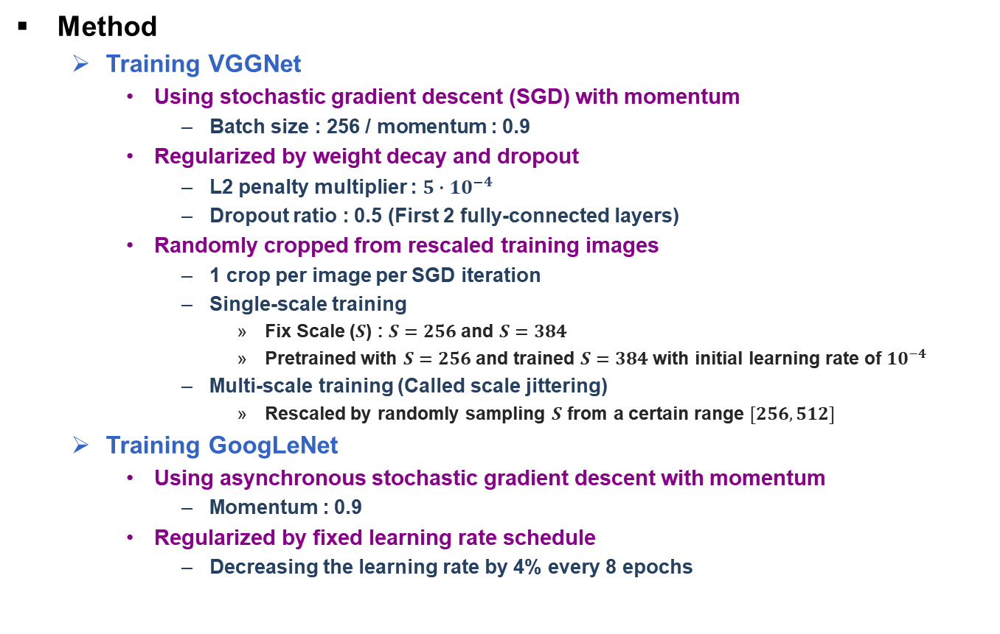 ▪ Method
➢ Training VGGNet
• Using stochastic gradient descent (SGD) with momentum
– Batch size : 256 / momentum : 0.9
• Regularized by weight decay and dropout
– L2 penalty multiplier : 5 · 10⁻⁴
– Dropout ratio : 0.5 (First 2 fully-connected layers)
• Randomly cropped from rescaled training images
– 1 crop per image per SGD iteration
– Single-scale training
» Fix Scale (S) : S = 256 and S = 384
» Pretrained with S = 256 and trained S = 384 with initial learning rate of 10⁻⁴
– Multi-scale training (Called scale jittering)
» Rescaled by randomly sampling S from a certain range [256, 512]
➢ Training GoogLeNet
• Using asynchronous stochastic gradient descent with momentum
– Momentum : 0.9
• Regularized by fixed learning rate schedule
– Decreasing the learning rate by 4% every 8 epochs